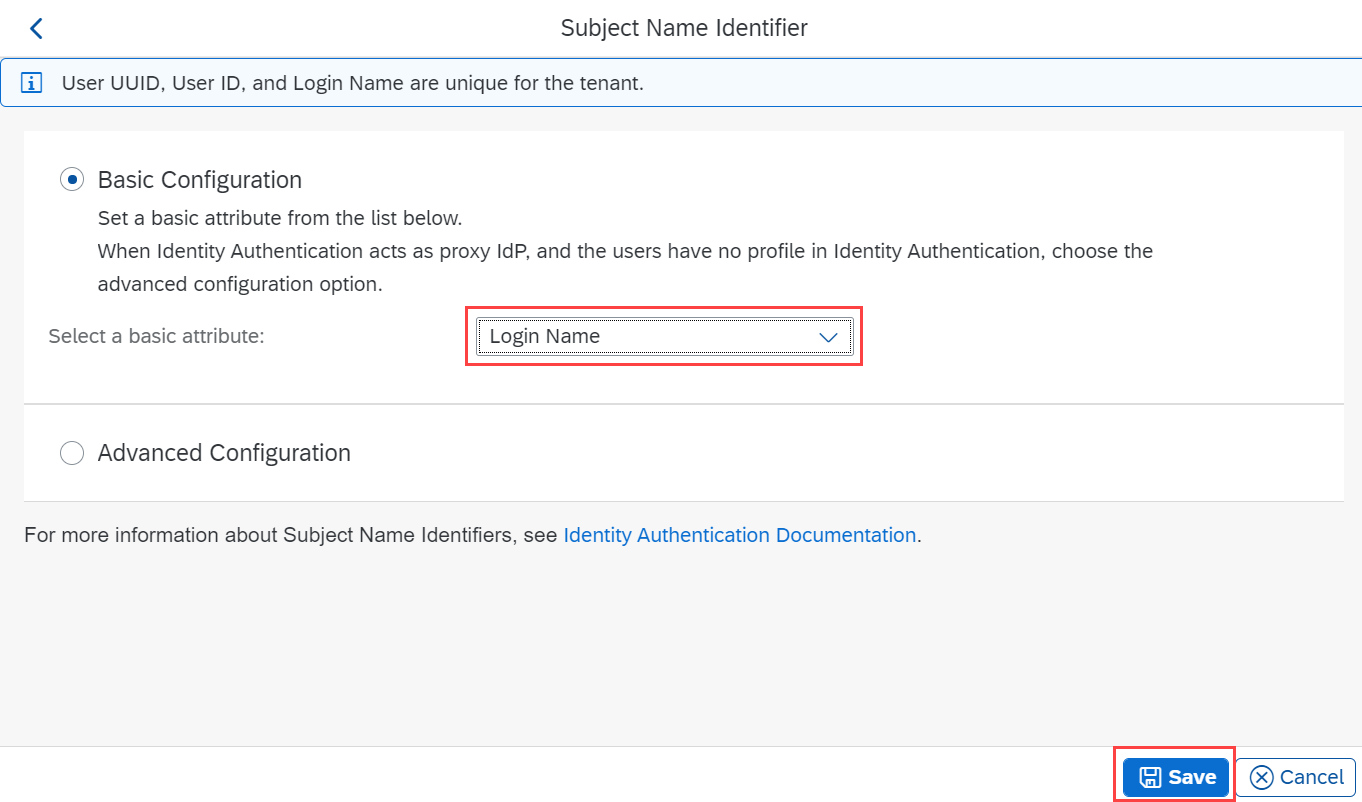 Subject Name Identifier
User UUID, User ID, and Login Name are unique for the tenant.
Basic Configuration
Set a basic attribute from the list below.
When Identity Authentication acts as proxy IdP, and the users have no profile in Identity Authentication, choose the
advanced configuration option.
Select a basic attribute: Login Name
Advanced Configuration
For more information about Subject Name Identifiers, see Identity Authentication Documentation.
Save Cancel